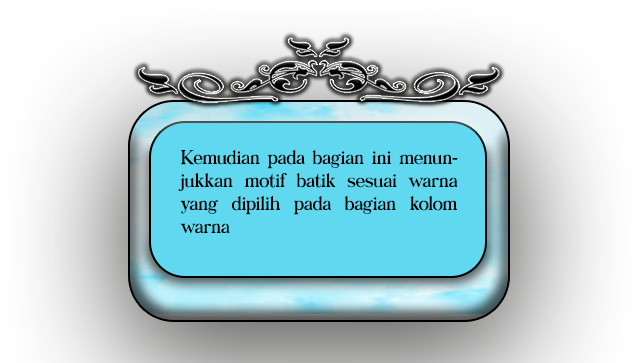 Kemudian pada bagian ini menun-
jukkan motif batik sesuai warna
yang dipilih pada bagian kolom
warna